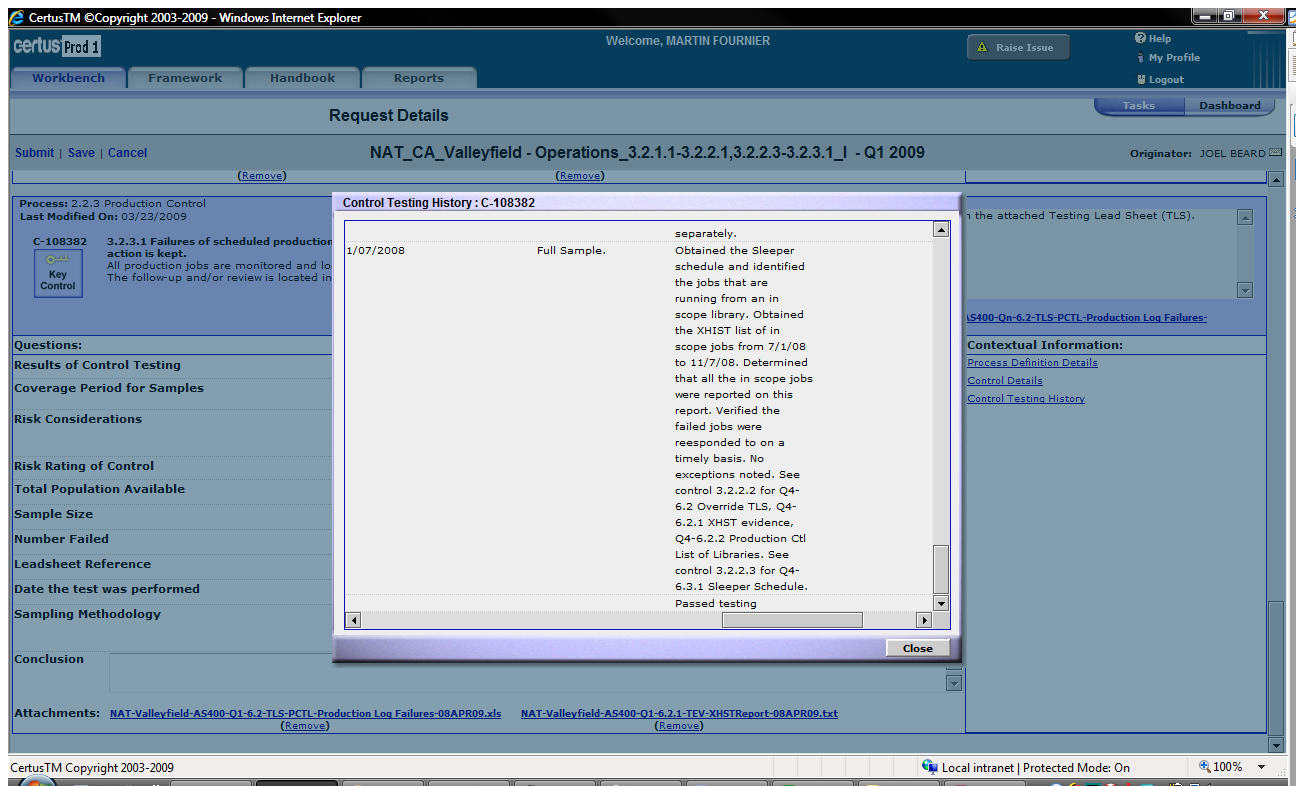 CertusTM ©Copyright 2003-2009 - Windows Internet Explorer
certus Prod 1
Welcome, MARTIN FOURNIER
Raise Issue
Help
My Profile
Logout
Workbench Framework Handbook Reports
Tasks Dashboard
Request Details
Submit | Save | Cancel
NAT_CA_Valleyfield - Operations_3.2.1.1-3.2.2.1,3.2.2.3-3.2.3.1_I - Q1 2009
Originator: JOEL BEARD
(Remove) (Remove)
Process: 2.2.3 Production Control
Last Modified On: 03/23/2009
C-108382
Key
Control
3.2.3.1 Failures of scheduled production
action is kept.
All production jobs are monitored and lo
The follow-up and/or review is located in
n the attached Testing Lead Sheet (TLS).
AS400-Qn-6.2-TLS-PCTL-Production Log Failures-
Questions:
Results of Control Testing
Coverage Period for Samples
Risk Considerations
Risk Rating of Control
Total Population Available
Sample Size
Number Failed
Leadsheet Reference
Date the test was performed
Sampling Methodology
Conclusion
Contextual Information:
Process Definition Details
Control Details
Control Testing History
Control Testing History : C-108382
separately.
1/07/2008 Full Sample. Obtained the Sleeper
schedule and identified
the jobs that are
running from an in
scope library. Obtained
the XHIST list of in
scope jobs from 7/1/08
to 11/7/08. Determined
that all the in scope jobs
were reported on this
report. Verified the
failed jobs were
reesponded to on a
timely basis. No
exceptions noted. See
control 3.2.2.2 for Q4-
6.2 Override TLS, Q4-
6.2.1 XHST evidence,
Q4-6.2.2 Production Ctl
List of Libraries. See
control 3.2.2.3 for Q4-
6.3.1 Sleeper Schedule.
Passed testing
Close
Attachments: NAT-Valleyfield-AS400-Q1-6.2-TLS-PCTL-Production Log Failures-08APR09.xls NAT-Valleyfield-AS400-Q1-6.2.1-TEV-XHSTReport-08APR09.txt
(Remove) (Remove)
CertusTM Copyright 2003-2009
Local intranet | Protected Mode: On
100%